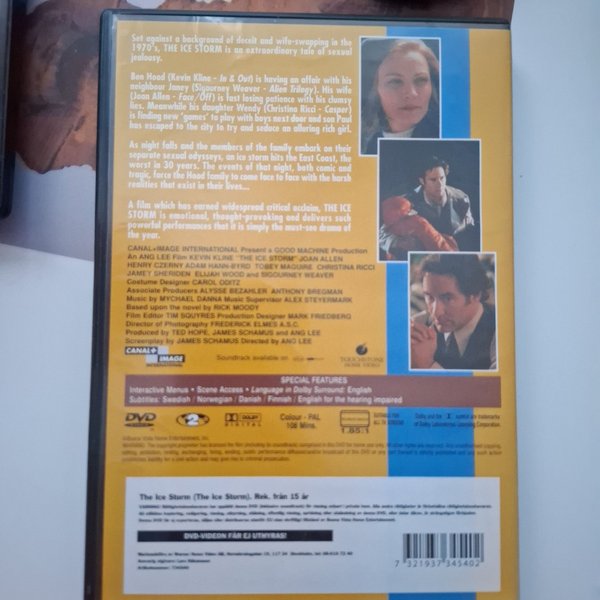 Set against a background of deceit and wife-swapping in the
1970's, THE ICE STORM is an extraordinary tale of sexual
jealousy.
Ben Hood (Kevin Kline - In & Out) is having an affair with his
neighbour Janey (Sigourney Weaver - Alien Trilogy). His wife
(Joan Allen - Face/Off) is fast losing patience with his clumsy
lies. Meanwhile his daughter Wendy (Christina Ricci - Casper)
is finding new 'games' to play with boys next door and son Paul
has escaped to the city to try and seduce an alluring rich girl.
As night falls and the members of the family embark on their
separate sexual odysseys, an ice storm hits the East Coast, the
worst in 30 years. The events of that night, both comic and
tragic, force the Hood family to come face to face with the harsh
realities that exist in their lives...
A film which has earned widespread critical acclaim, THE ICE
STORM is emotional, thought-provoking and delivers such
powerful performances that it is simply the must-see drama of
the year.
CANAL+IMAGE INTERNATIONAL Present a GOOD MACHINE Production
An ANG LEE Film KEVIN KLINE "THE ICE STORM" JOAN ALLEN
HENRY CZERNY ADAM HANN-BYRD TOBEY MAGUIRE CHRISTINA RICCI
JAMEY SHERIDEN ELIJAH WOOD and SIGOURNEY WEAVER
Costume Designer CAROL ODITZ
Associate Producers ALYSSE BEZAHLER ANTHONY BREGMAN
Music by MYCHAEL DANNA Music Supervisor ALEX STEYERMARK
Based upon the novel by RICK MOODY
Film Editor TIM SQUYRES Production Designer MARK FRIEDBERG
Director of Photography FREDERICK ELMES A.S.C.
Produced by TED HOPE, JAMES SCHAMUS and ANG LEE
Screenplay by JAMES SCHAMUS Directed by ANG LEE
CANAL+
IMAGE
INTERNATIONAL
Soundtrack available on
TOUCHSTONE
HOME VIDEO
SPECIAL FEATURES
Interactive Menus • Scene Access • Language in Dolby Surround: English
Subtitles: Swedish / Norwegian / Danish / Finnish / English for the hearing impaired
DVD
VIDEO
2
DOLBY
DIGITAL
Colour - PAL
108 Mins.
1.85:1
The Ice Storm (The Ice Storm). Rek. från 15 år
DVD-VIDEON FÅR EJ UTHYRAS!
7 321937 345402